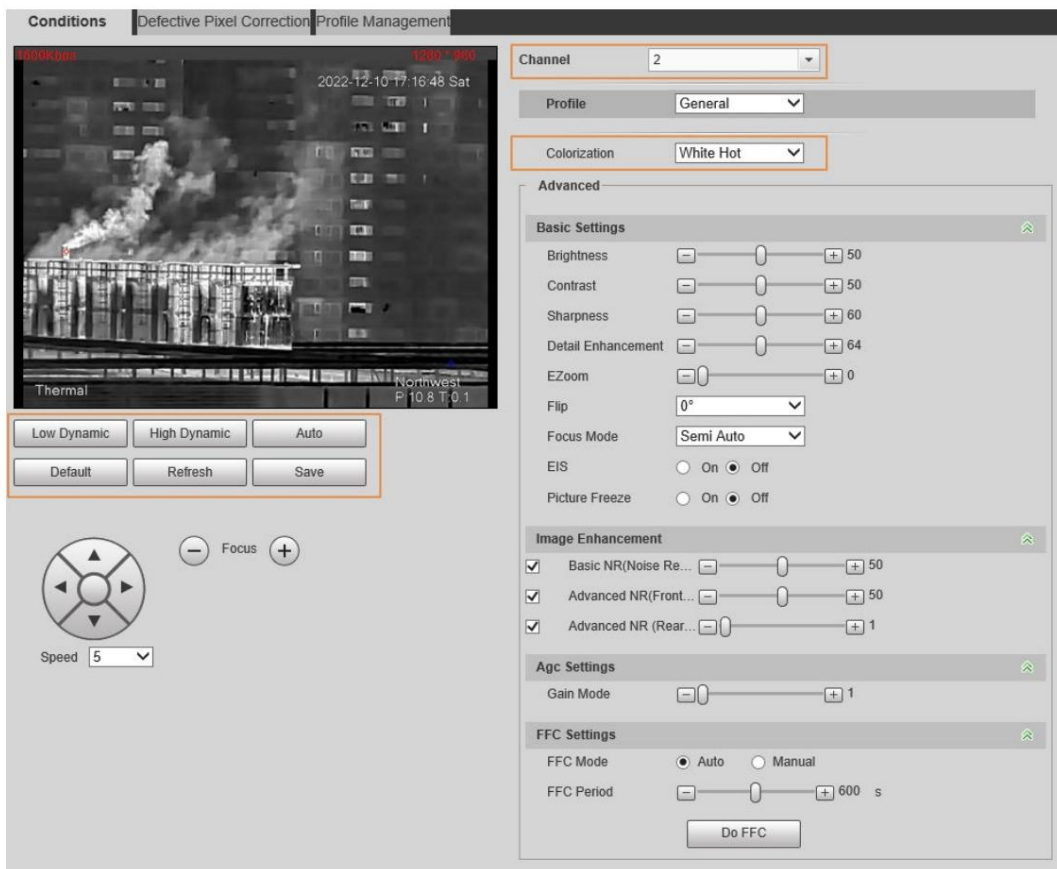 Conditions
Defective Pixel Correction
Profile Management
1280 * 960
2022-12-10 17:16:48 Sat
Thermal
Northwest
P:10.8 T:0.1
Low Dynamic
High Dynamic
Auto
Default
Refresh
Save
Focus
Speed 5
Channel 2
Profile General
Colorization White Hot
Advanced
Basic Settings
Brightness 50
Contrast 50
Sharpness 60
Detail Enhancement 64
EZoom 0
Flip 0°
Focus Mode Semi Auto
EIS On Off
Picture Freeze On Off
Image Enhancement
Basic NR(Noise Re... 50
Advanced NR(Front... 50
Advanced NR (Rear... 1
Agc Settings
Gain Mode 1
FFC Settings
FFC Mode Auto Manual
FFC Period 600 s
Do FFC